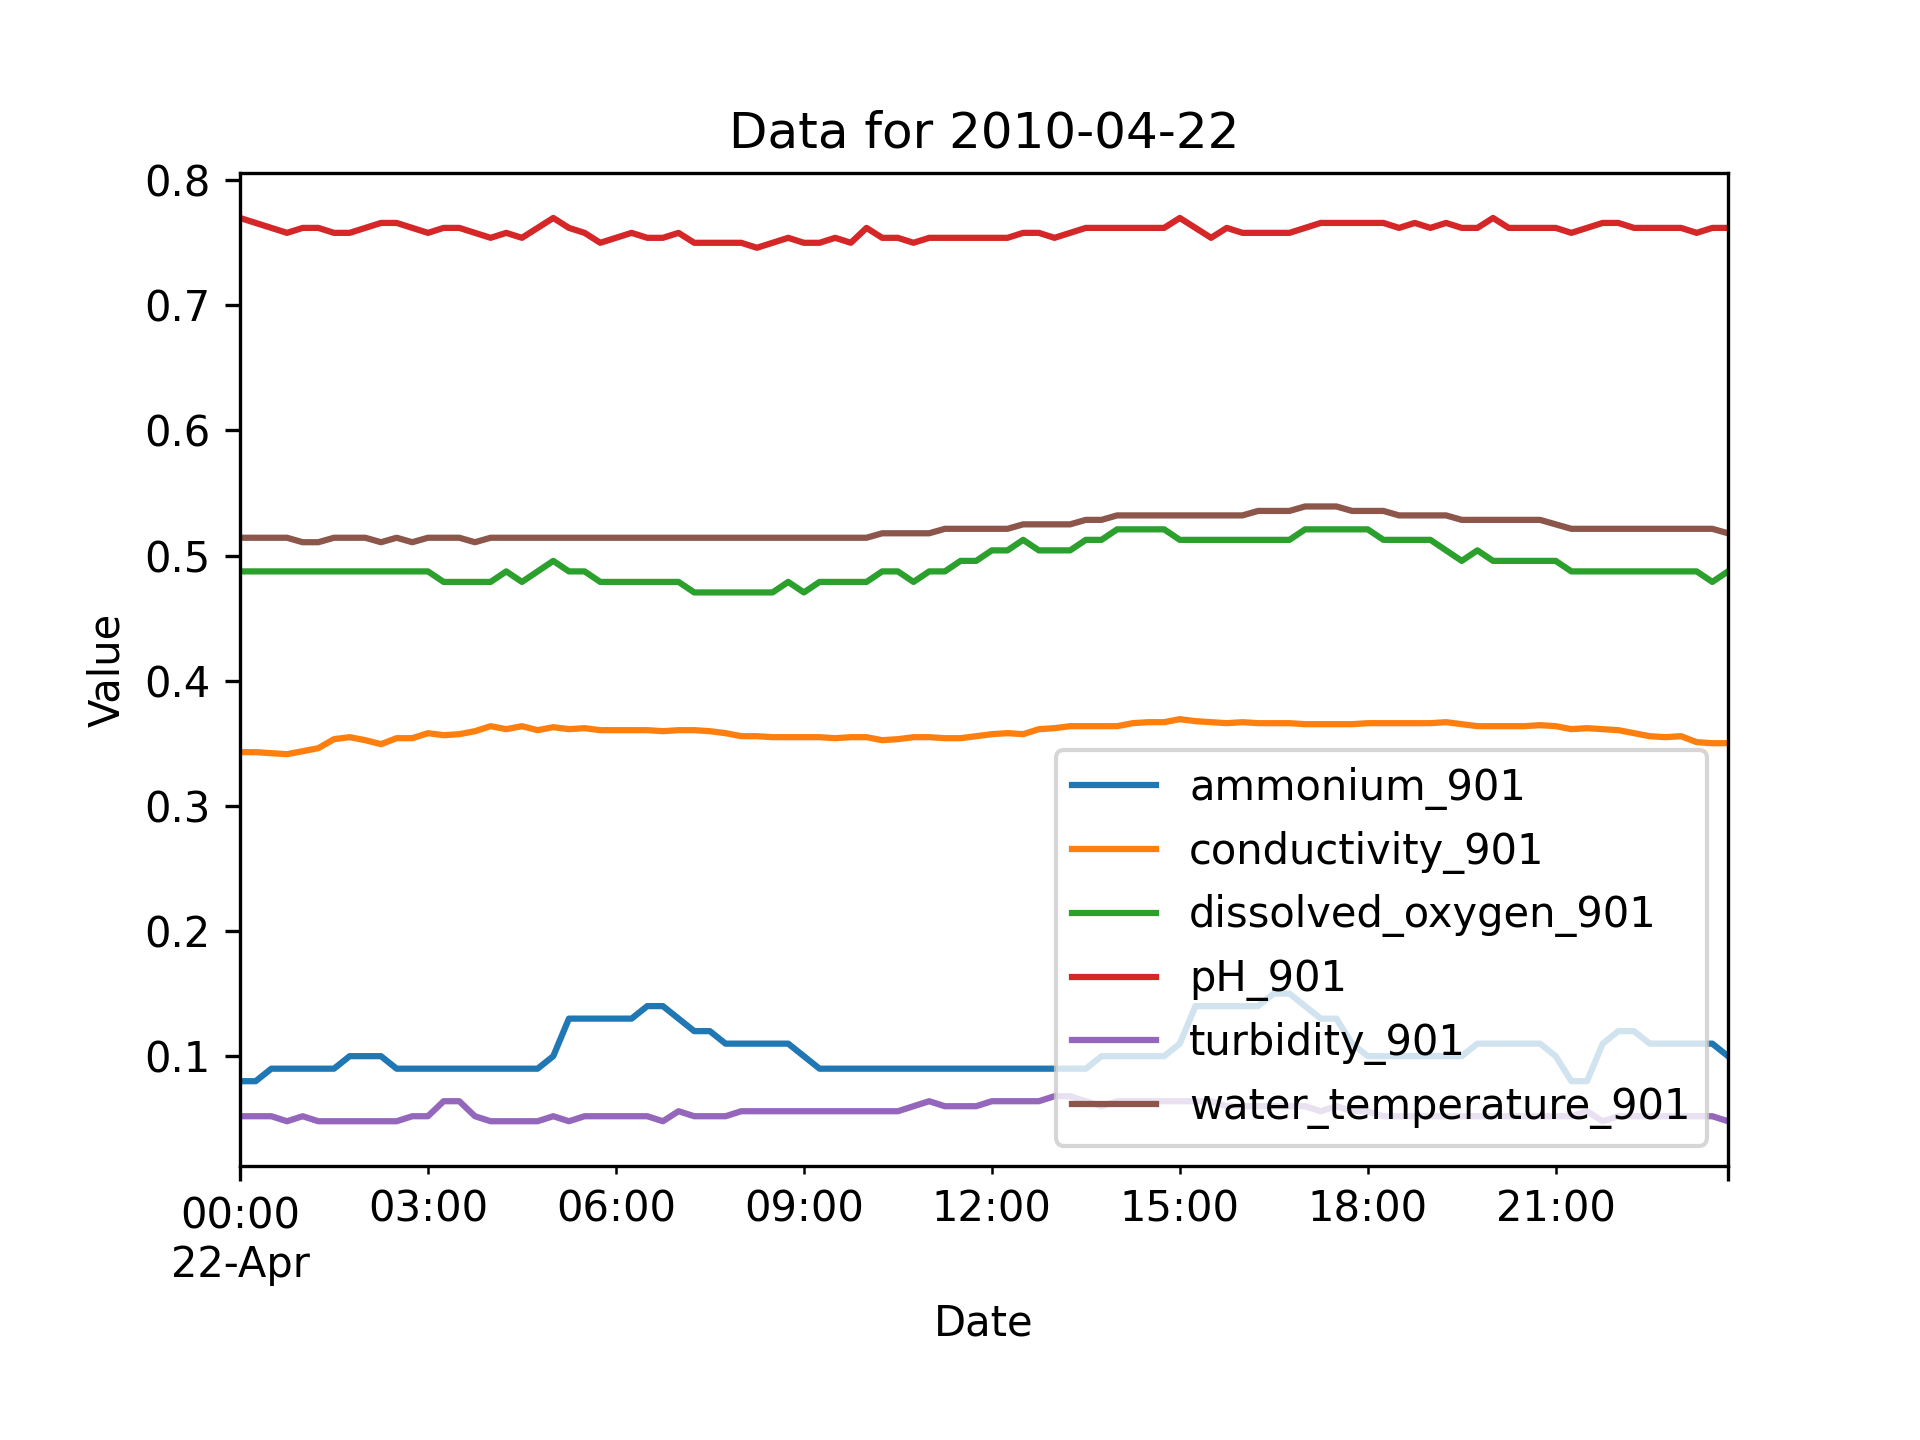 Data for 2010-04-22
0.8
0.7
0.6
0.5
0.4
0.3
0.2
0.1
Value
ammonium_901
conductivity_901
dissolved_oxygen_901
pH_901
turbidity_901
water_temperature_901
00:00 03:00 06:00 09:00 12:00 15:00 18:00 21:00
22-Apr
Date